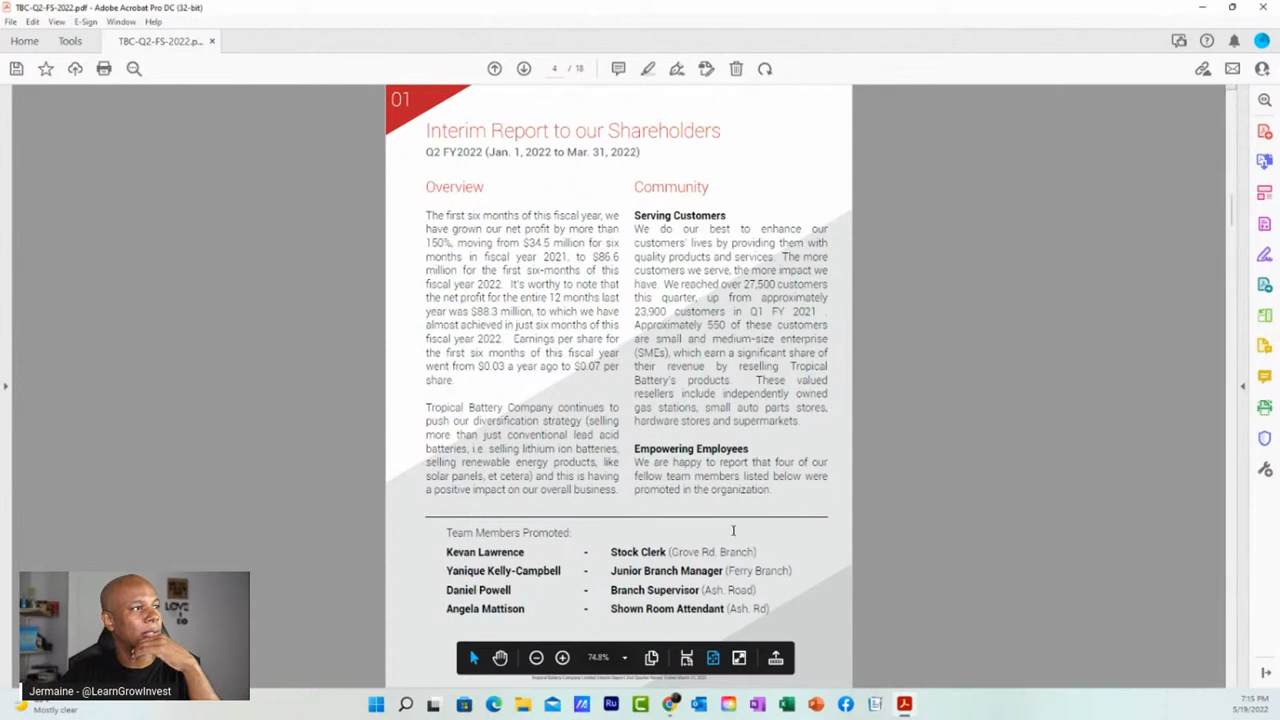 TBC-Q2-FS-2022.pdf - Adobe Acrobat Pro DC (32-bit)
File Edit View E-Sign Window Help
Home Tools TBC-Q2-FS-2022.p... ×
4 / 18
01
Interim Report to our Shareholders
Q2 FY2022 (Jan. 1, 2022 to Mar. 31, 2022)
Overview
The first six months of this fiscal year, we
have grown our net profit by more than
150%, moving from $34.5 million for six
months in fiscal year 2021, to $86.6
million for the first six-months of this
fiscal year 2022. It's worthy to note that
the net profit for the entire 12 months last
year was $88.3 million, to which we have
almost achieved in just six months of this
fiscal year 2022. Earnings per share for
the first six months of this fiscal year
went from $0.03 a year ago to $0.07 per
share.
Tropical Battery Company continues to
push our diversification strategy (selling
more than just conventional lead acid
batteries, i.e. selling lithium ion batteries,
selling renewable energy products, like
solar panels, et cetera) and this is having
a positive impact on our overall business.
Community
Serving Customers
We do our best to enhance our
customers' lives by providing them with
quality products and services. The more
customers we serve, the more impact we
have. We reached over 27,500 customers
this quarter, up from approximately
23,900 customers in Q1 FY 2021 .
Approximately 550 of these customers
are small and medium-size enterprise
(SMEs), which earn a significant share of
their revenue by reselling Tropical
Battery's products. These valued
resellers include independently owned
gas stations, small auto parts stores,
hardware stores and supermarkets.
Empowering Employees
We are happy to report that four of our
fellow team members listed below were
promoted in the organization.
Team Members Promoted:
Kevan Lawrence - Stock Clerk (Grove Rd. Branch)
Yanique Kelly-Campbell - Junior Branch Manager (Ferry Branch)
Daniel Powell - Branch Supervisor (Ash. Road)
Angela Mattison - Shown Room Attendant (Ash. Rd)
74.8%
Tropical Battery Company Limited Interim Report 2nd Quarter Period Ended March 31, 2022
LOVE
Jermaine - @LearnGrowInvest
Mostly clear
Ru
7:15 PM
5/19/2022